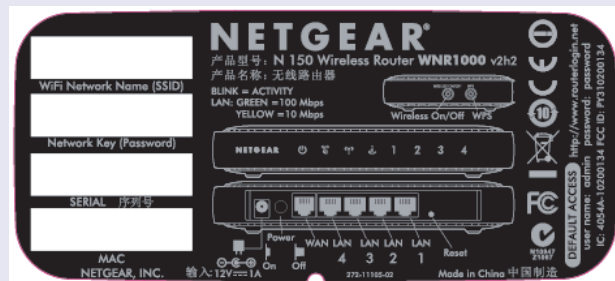 WiFi Network Name (SSID)
Network Key (Password)
SERIAL 序列号
MAC
NETGEAR, INC.
NETGEAR®
产品型号: N 150 Wireless Router WNR1000 v2h2
产品名称: 无线路由器
BLINK = ACTIVITY
LAN: GREEN = 100 Mbps
YELLOW = 10 Mbps
Wireless On/Off WPS
NETGEAR 1 2 3 4
Power
On Off
WAN LAN LAN LAN LAN
4 3 2 1
Reset
输入: 12V 1A
272-11105-02
Made in China 中国制造
10
FC
N10947
Z1087
DEFAULT ACCESS http://www.routerlogin.net
user name: admin password: password
IC: 4054A-10200134 FCC ID: PY310200134